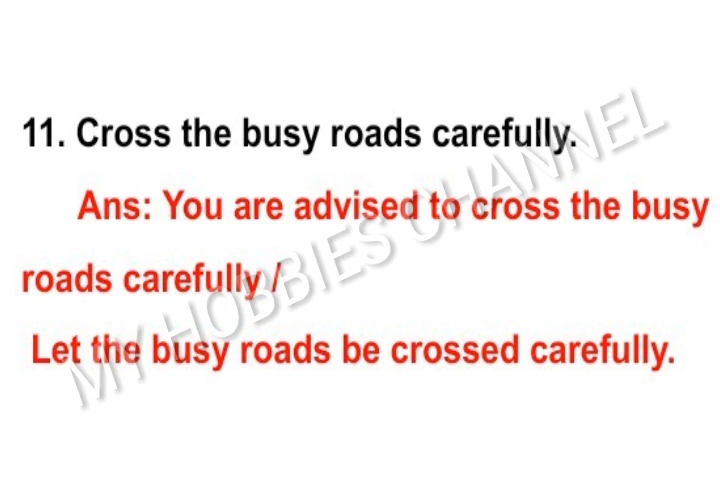 11. Cross the busy roads carefully.
Ans: You are advised to cross the busy
roads carefully /
Let the busy roads be crossed carefully.
MY HOBBIES CHANNEL